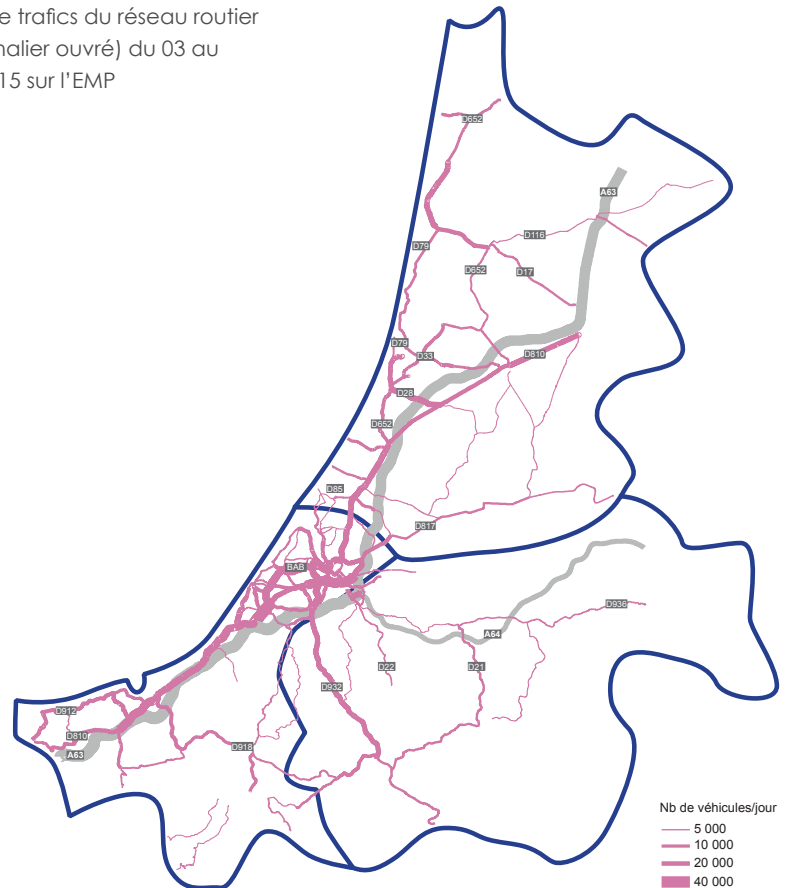 e trafics du réseau routier
nalier ouvré) du 03 au
15 sur l'EMP
D652
A63
D116
D79
D652
D17
D79
D33
D810
D28
D652
D85
D817
BAB
D936
A64
D22
D21
D932
D912
D810
A63
D918
Nb de véhicules/jour
5 000
10 000
20 000
40 000